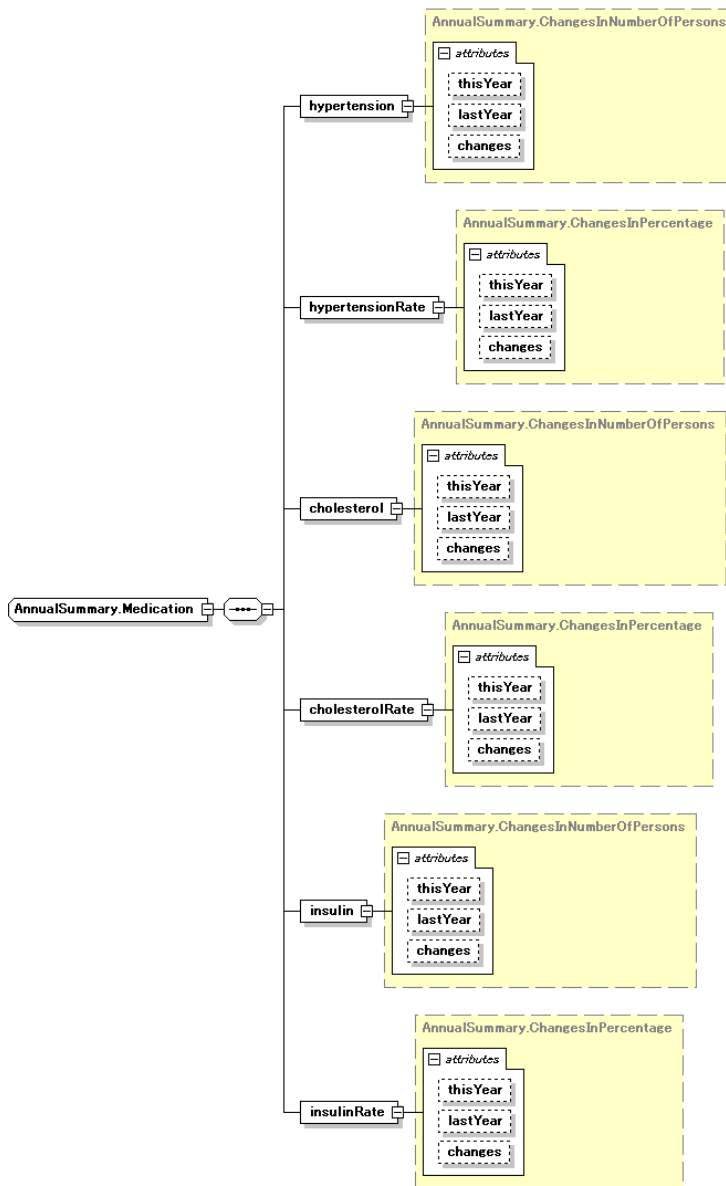 AnnualSummary.ChangesInNumberOfPersons
attributes
thisYear
hypertension
lastYear
changes
AnnualSummary.ChangesInPercentage
attributes
thisYear
hypertensionRate
lastYear
changes
AnnualSummary.ChangesInNumberOfPersons
attributes
thisYear
cholesterol
lastYear
changes
AnnualSummary.Medication
AnnualSummary.ChangesInPercentage
attributes
thisYear
cholesterolRate
lastYear
changes
AnnualSummary.ChangesInNumberOfPersons
attributes
thisYear
insulin
lastYear
changes
AnnualSummary.ChangesInPercentage
attributes
thisYear
insulinRate
lastYear
changes